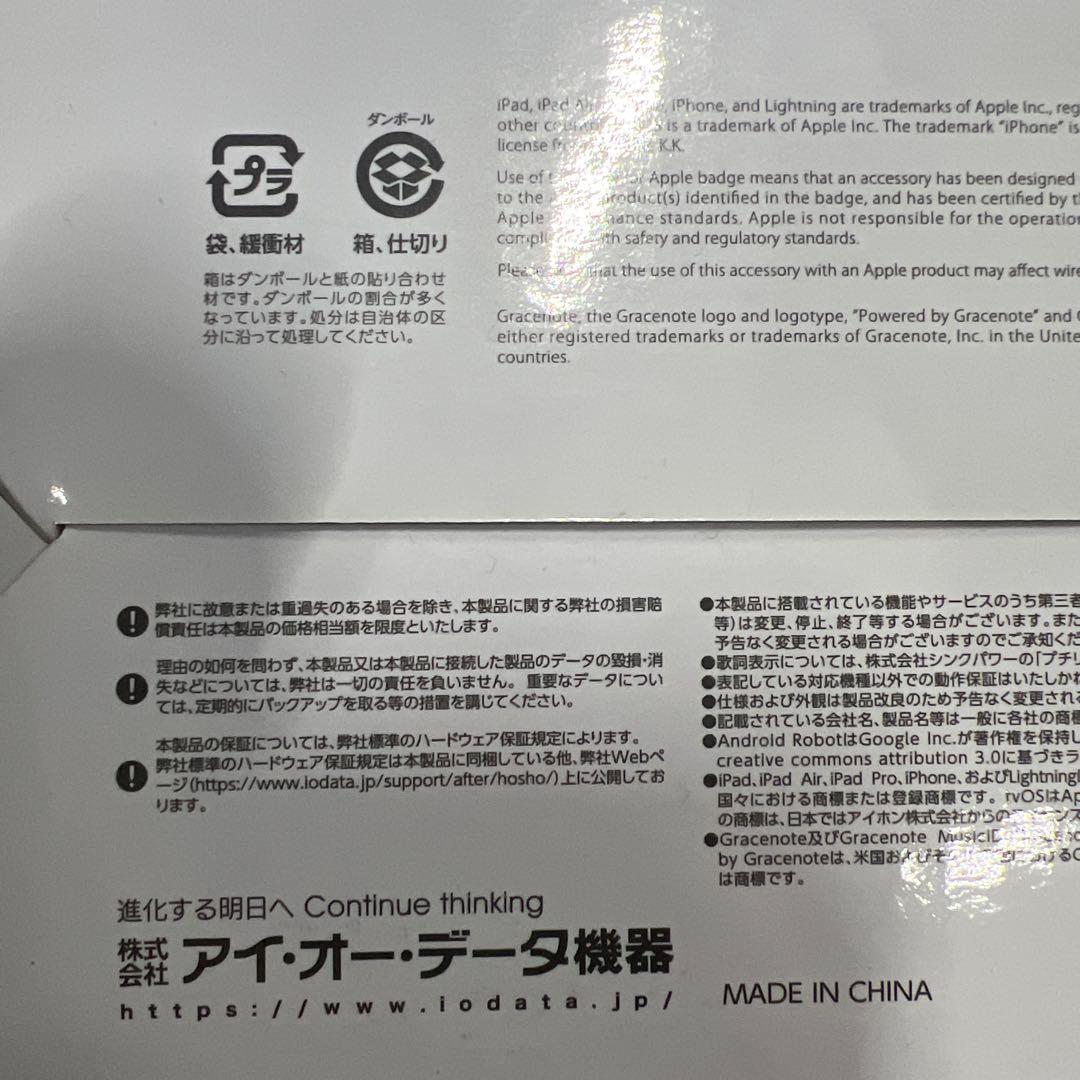 ダンボール
プラ
袋、緩衝材
箱、仕切り
箱はダンボールと紙の貼り合わせ
材です。ダンボールの割合が多く
なっています。処分は自治体の区
分に沿って処理してください。
iPad, iPad iPhone, and Lightning are trademarks of Apple Inc., reg
other is a trademark of Apple Inc. The trademark "iPhone" is
license K.K.
Use of Apple badge means that an accessory has been designed
to the product(s) identified in the badge, and has been certified by
Apple standards. Apple is not responsible for the operatio
with safety and regulatory standards.
that the use of this accessory with an Apple product may affect wire
Gracenote, the Gracenote logo and logotype, "Powered by Gracenote" and
either registered trademarks or trademarks of Gracenote, Inc. in the Unite
countries.
弊社に故意または重過失のある場合を除き、本製品に関する弊社の損害賠
償責任は本製品の価格相当額を限度といたします。
理由の如何を問わず、本製品又は本製品に接続した製品のデータの毀損・消
失などについては、弊社は一切の責任を負いません。 重要なデータについ
ては、定期的にバックアップを取る等の措置を講じてください。
本製品の保証については、弊社標準のハードウェア保証規定によります。
弊社標準のハードウェア保証規定は本製品に同梱している他、弊社Webペ
ージ(https://www.iodata.jp/support/after/hosho/)上に公開してお
ります。
●本製品に搭載されている機能やサービスのうち第三者
等)は変更、停止、終了等する場合がございます。また
予告なく変更される場合がございますのでご承知くだ
●歌詞表示については、株式会社シンクパワーの「プチリ
●表記している対応機種以外での動作保証はいたしかね
●仕様および外観は製品改良のため予告なく変更され
●記載されている会社名、製品名等は一般に各社の商標
●Android RobotはGoogle Inc.が著作権を保持し
creative commons attribution 3.0に基づきラ
●iPad、iPad Air、iPad Pro、iPhone、およびLightning
国々における商標または登録商標です。 tvOSはAp
の商標は、日本ではアイホン株式会社からの
●Gracenote及びGracenote MusicID
by Gracenoteは、米国および
は商標です。
進化する明日へ Continue thinking
株式会社 アイ・オー・データ機器
https://www.iodata.jp/
MADE IN CHINA